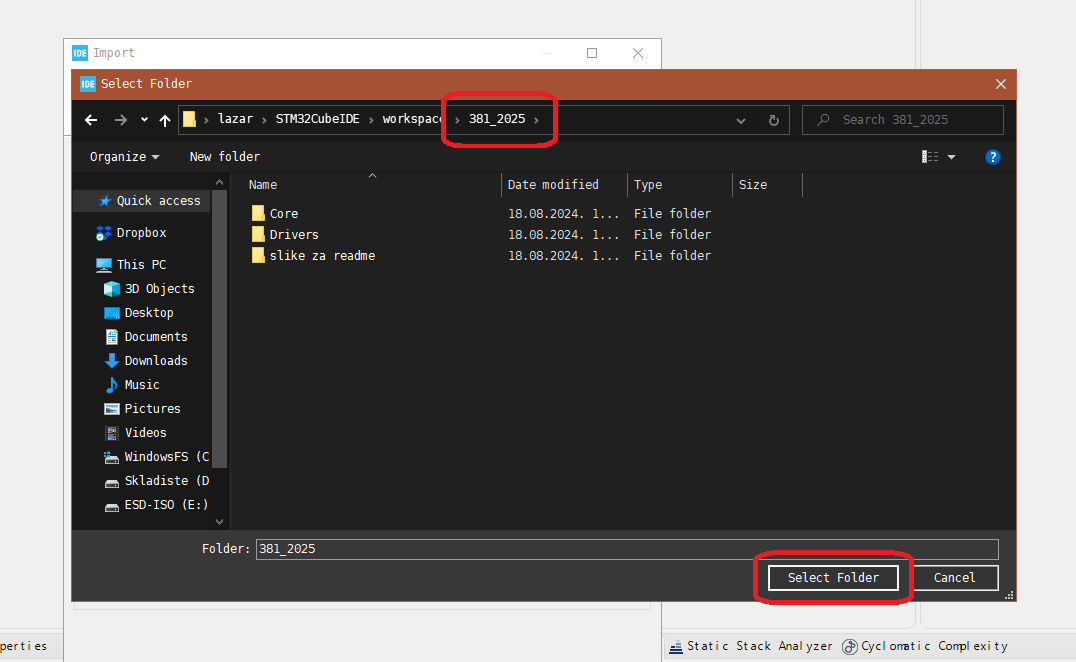 IDE Import
IDE Select Folder
lazar › STM32CubeIDE › workspace › 381_2025 ›
Search 381_2025
Organize
New folder
?
Name
Date modified
Type
Size
Core 18.08.2024. 1... File folder
Drivers 18.08.2024. 1... File folder
slike za readme 18.08.2024. 1... File folder
Quick access
Dropbox
This PC
3D Objects
Desktop
Documents
Downloads
Music
Pictures
Videos
WindowsFS (C
Skladiste (D
ESD-ISO (E:)
Folder: 381_2025
Select Folder
Cancel
perties
Static Stack Analyzer
Cyclomatic Complexity